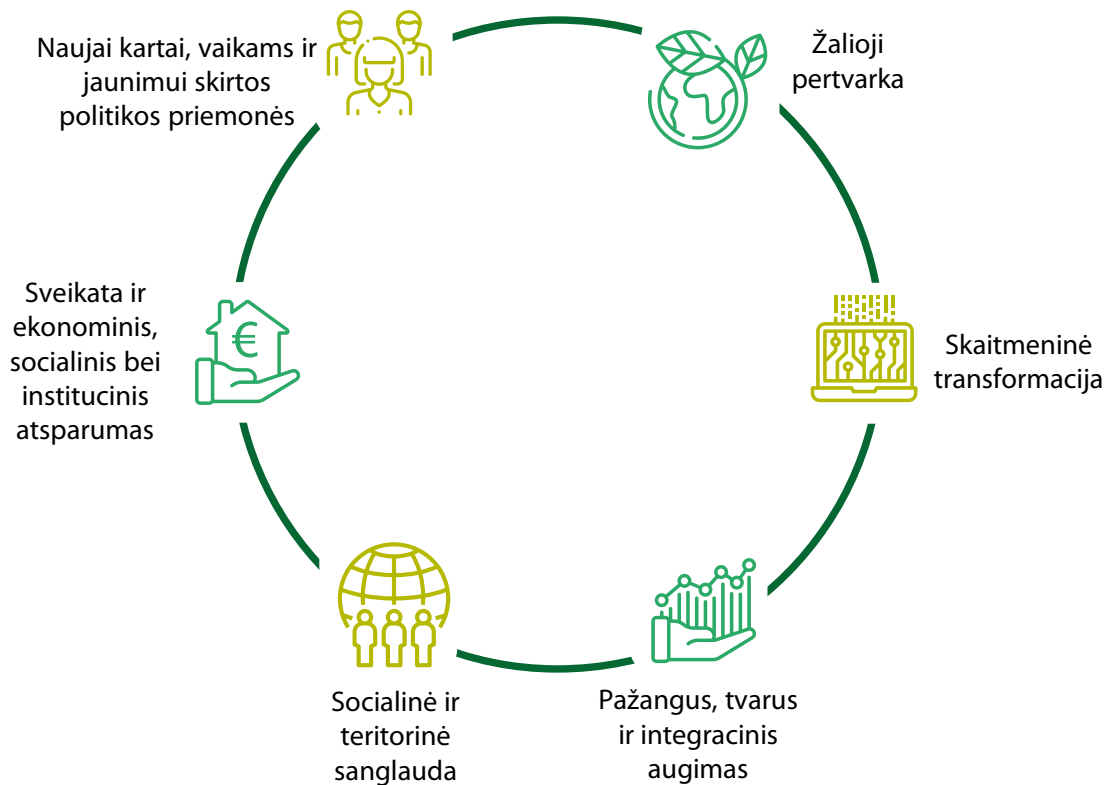 Naujai kartai, vaikams ir
jaunimui skirtos
politikos priemonės
Žalioji
pertvarka
Sveikata ir
ekonominis,
socialinis bei
institucinis
atsparumas
€
Skaitmeninė
transformacija
Socialinė ir
teritorinė
sanglauda
Pažangus, tvarus
ir integracinis
augimas